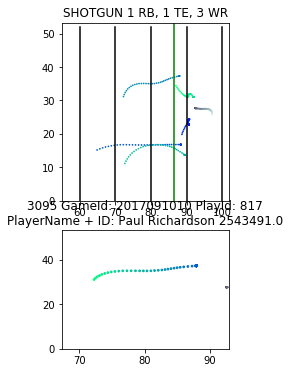 SHOTGUN 1 RB, 1 TE, 3 WR
50
40
30
20
10
0
60 70 80 90 100
3095 GameId: 2017091010 PlayId: 817
PlayerName + ID: Paul Richardson 2543491.0
40
20
0
70 80 90